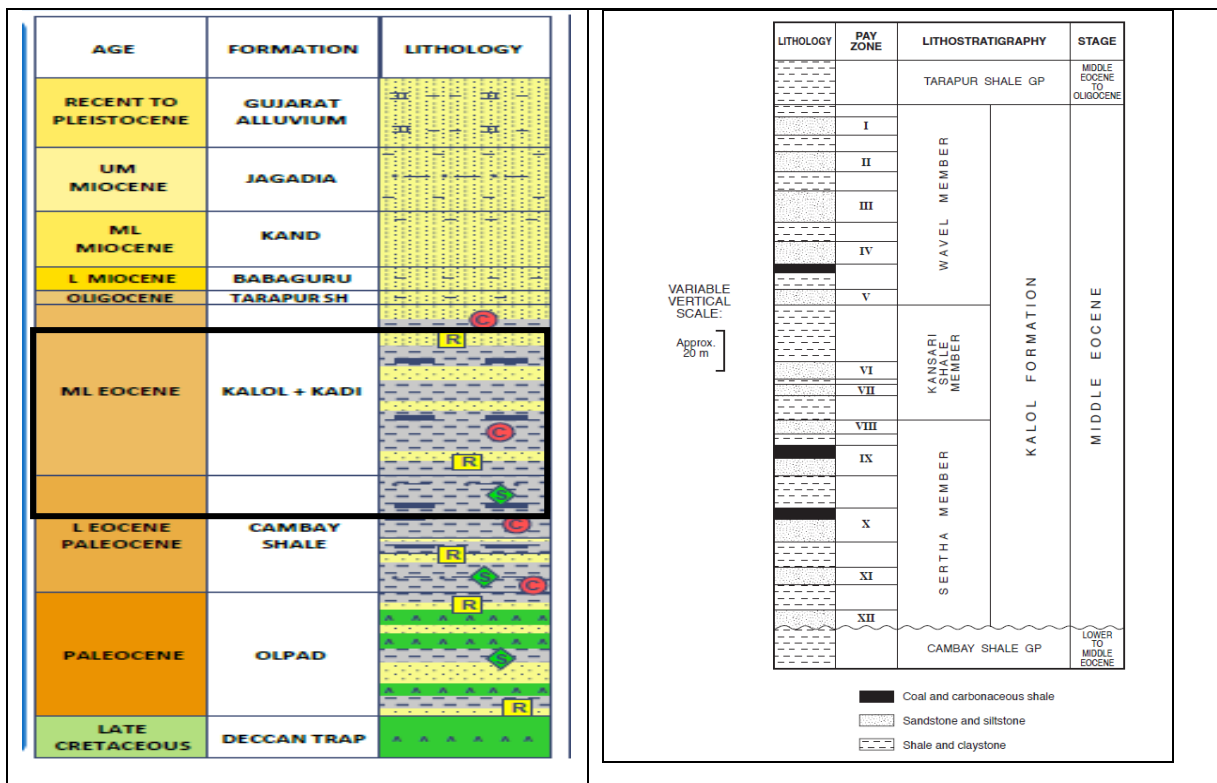 AGE FORMATION LITHOLOGY
RECENT TO
PLEISTOCENE
GUJARAT
ALLUVIUM
UM
MIOCENE
JAGADIA
ML
MIOCENE
KAND
L MIOCENE BABAGURU
OLIGOCENE TARAPUR SH
C
R
ML EOCENE KALOL + KADI
C
R
S
L EOCENE
PALEOCENE
CAMBAY
SHALE
C
R
S
C
R
PALEOCENE OLPAD
S
R
LATE
CRETACEOUS
DECCAN TRAP
LITHOLOGY
PAY
ZONE
LITHOSTRATIGRAPHY
STAGE
TARAPUR SHALE GP
MIDDLE
EOCENE
TO
OLIGOCENE
I
II
III
IV
V
VI
VII
VIII
IX
X
XI
XII
WAVEL MEMBER
KANSARI
SHALE
MEMBER
SERTHA MEMBER
KALOL FORMATION
MIDDLE EOCENE
CAMBAY SHALE GP
LOWER
TO
MIDDLE
EOCENE
VARIABLE
VERTICAL
SCALE:
Approx.
20 m
Coal and carbonaceous shale
Sandstone and siltstone
Shale and claystone